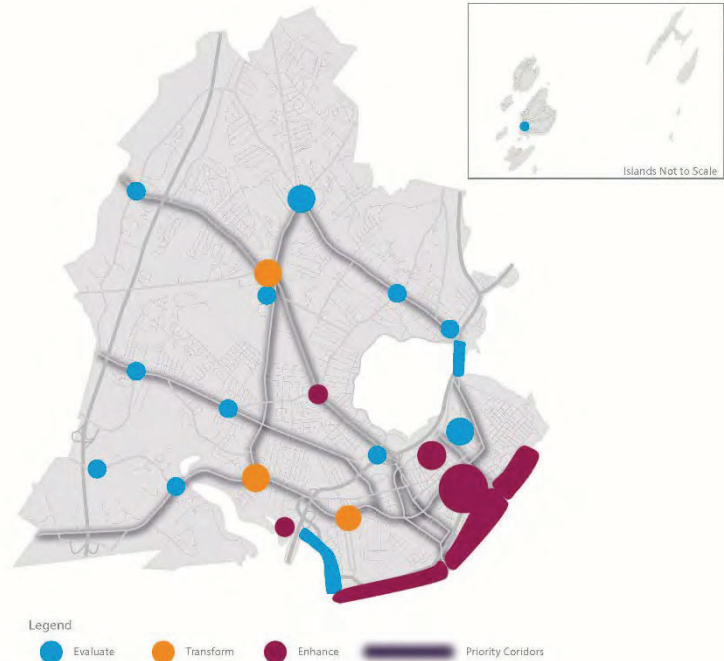 Islands Not to Scale
Legend
Evaluate
Transform
Enhance
Priority Coridors